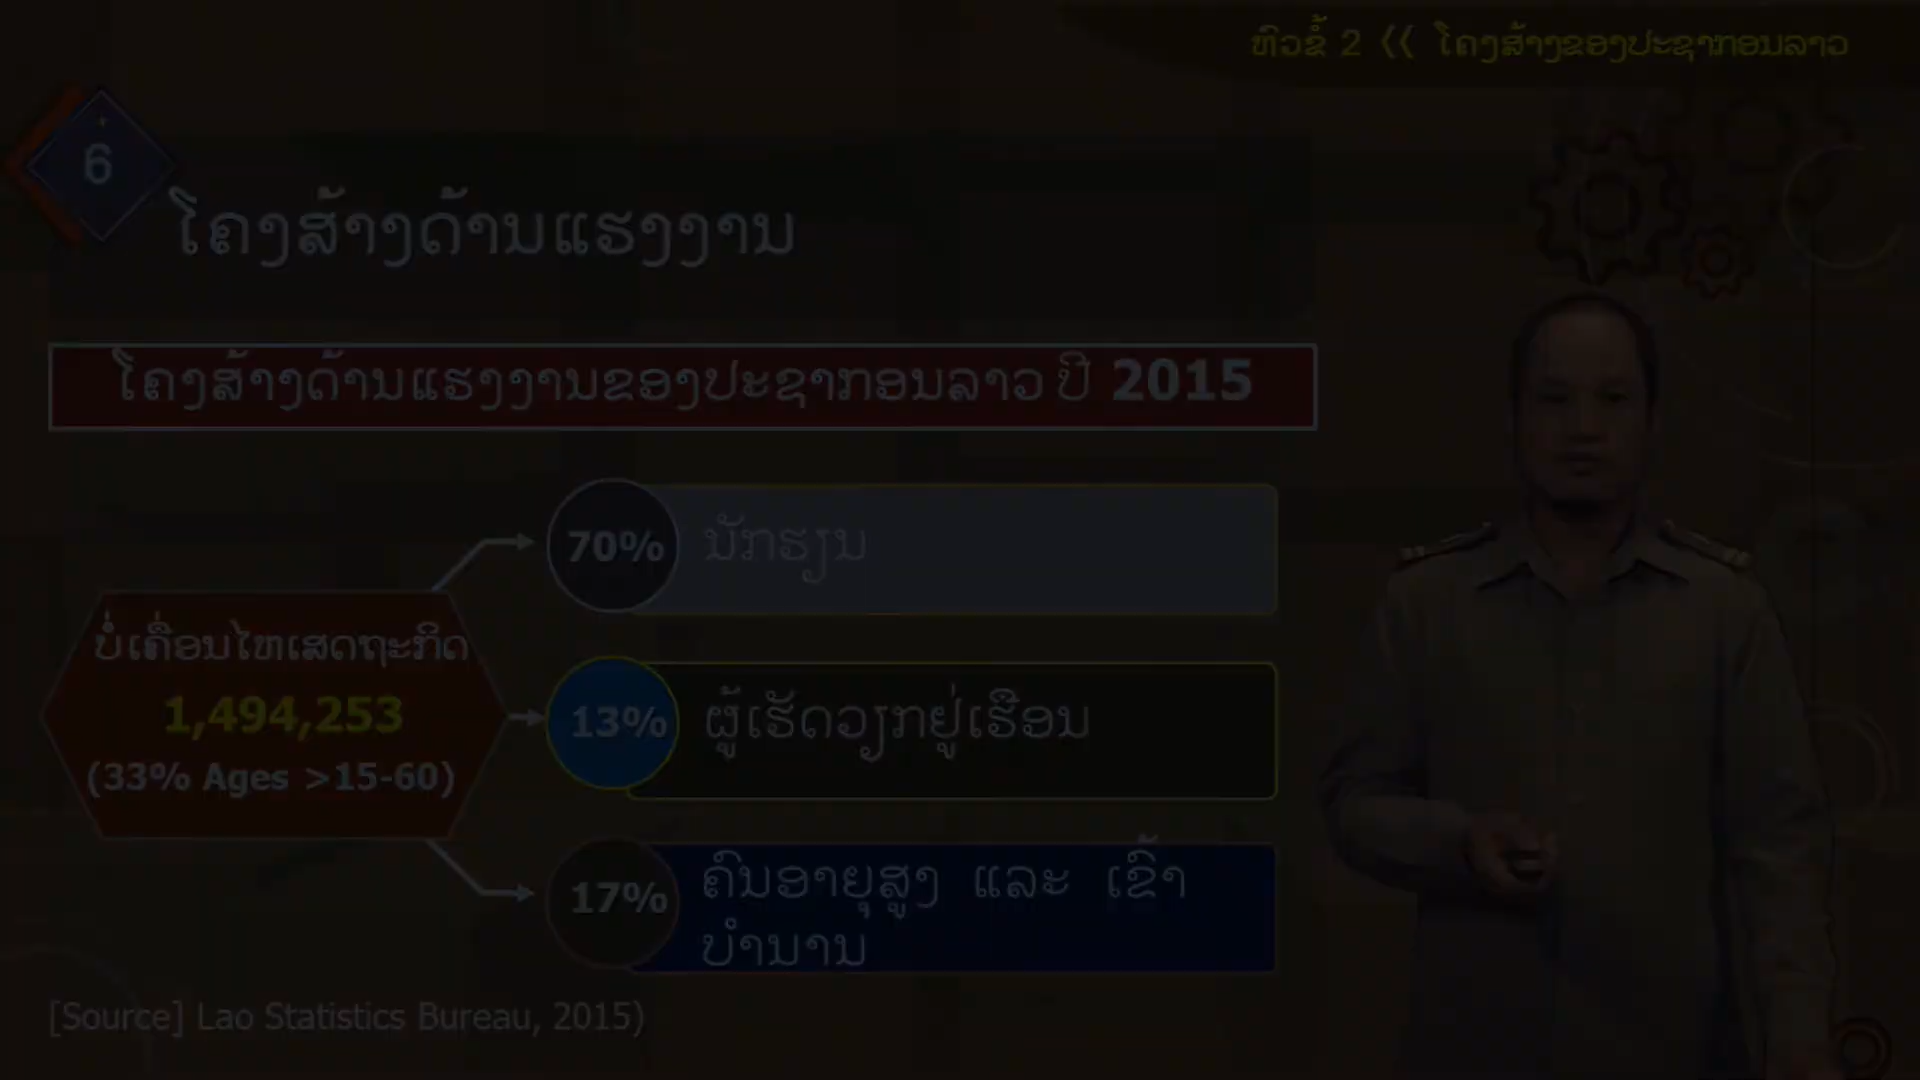 ຫົວຂໍ້ 2 << ໂຄງສ້າງຂອງປະຊາກອນລາວ
6
ໂຄງສ້າງດ້ານແຮງງານ
ໂຄງສ້າງດ້ານແຮງງານຂອງປະຊາກອນລາວ ປີ 2015
70% ນັກຮຽນ
ບໍ່ເຄື່ອນໄຫເສດຖະກິດ
1,494,253
(33% Ages >15-60)
13% ຜູ້ເຮັດວຽກຢູ່ເຮືອນ
17% ຄົນອາຍຸສູງ ແລະ ເຂົ້າ
ບຳນານ
[Source] Lao Statistics Bureau, 2015)